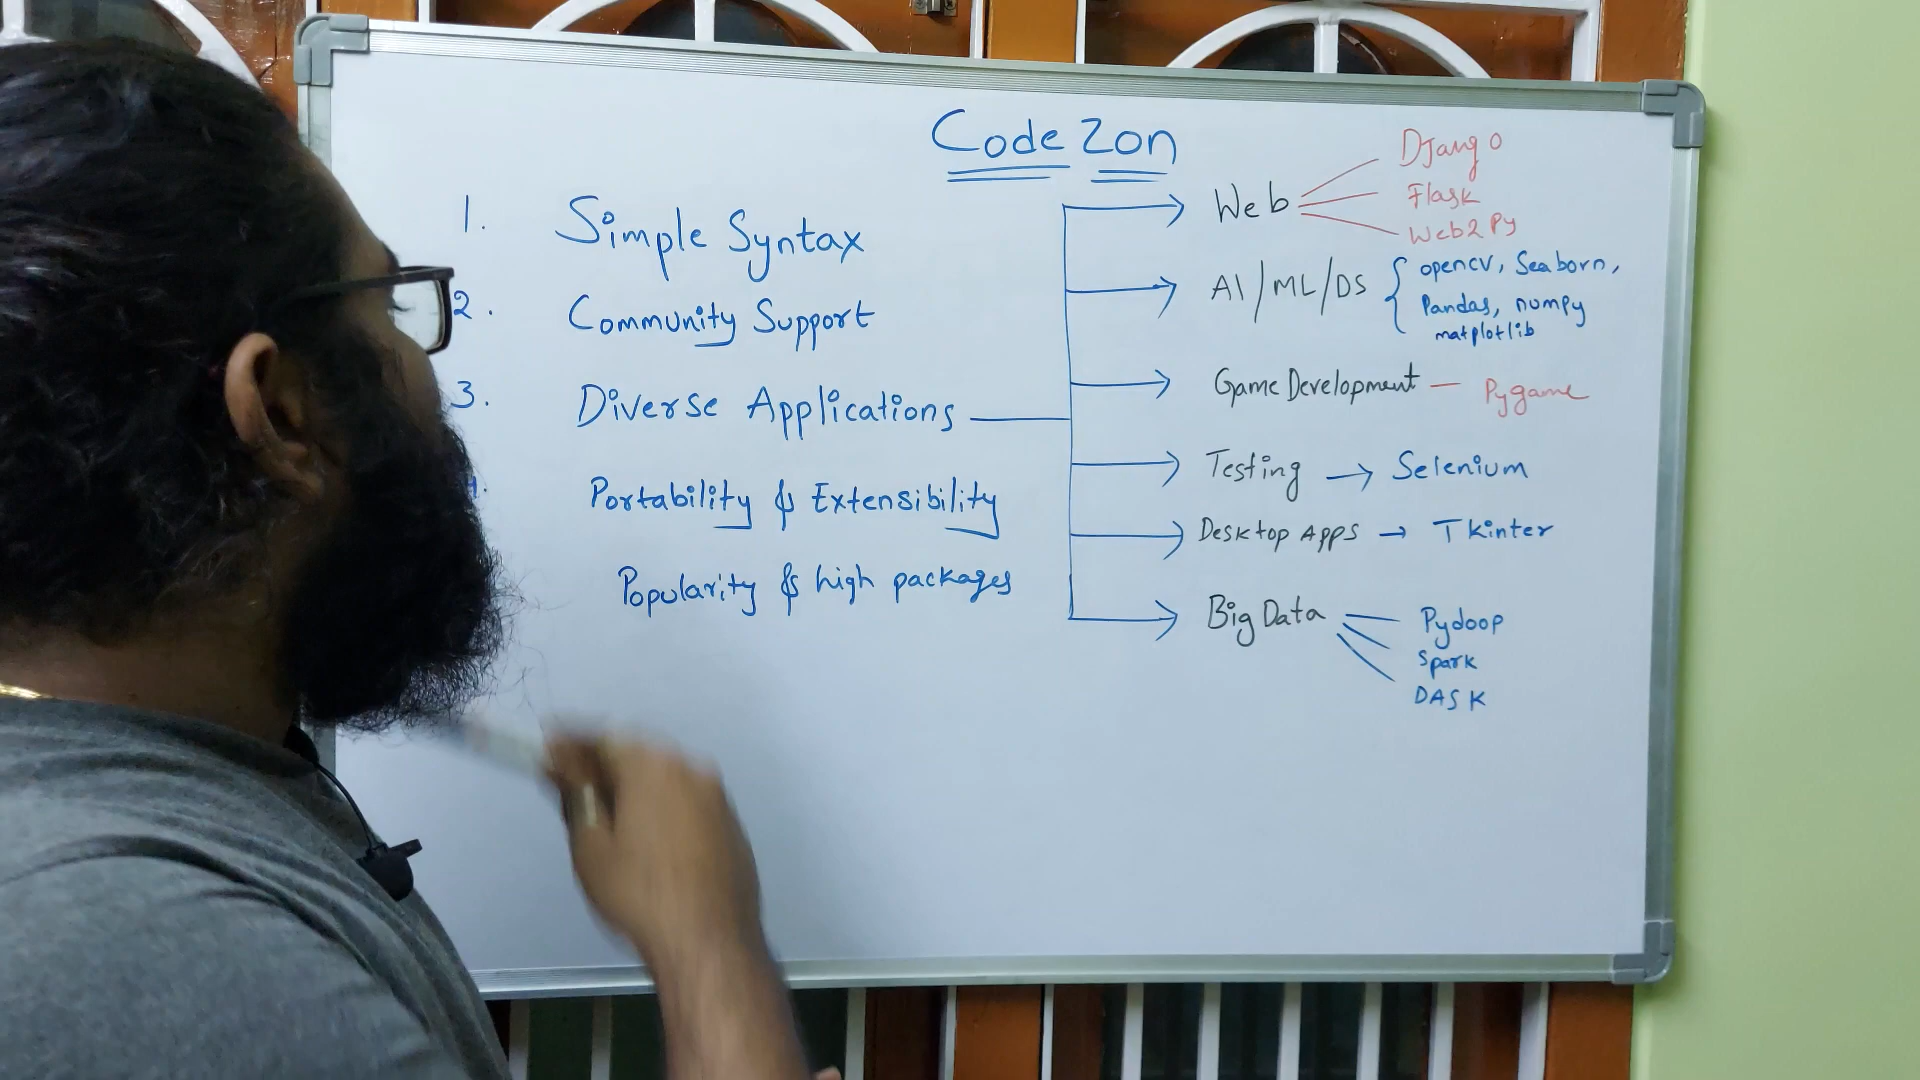 Code Zon
1. Simple Syntax
2. Community Support
3. Diverse Applications
4. Portability & Extensibility
Popularity & high packages
Web
Django
Flask
Web2Py
AI/ML/DS
opencv, Seaborn,
Pandas, numpy
matplotlib
Game Development — Pygame
Testing → Selenium
Desktop Apps → Tkinter
Big Data
Pydoop
Spark
DASK